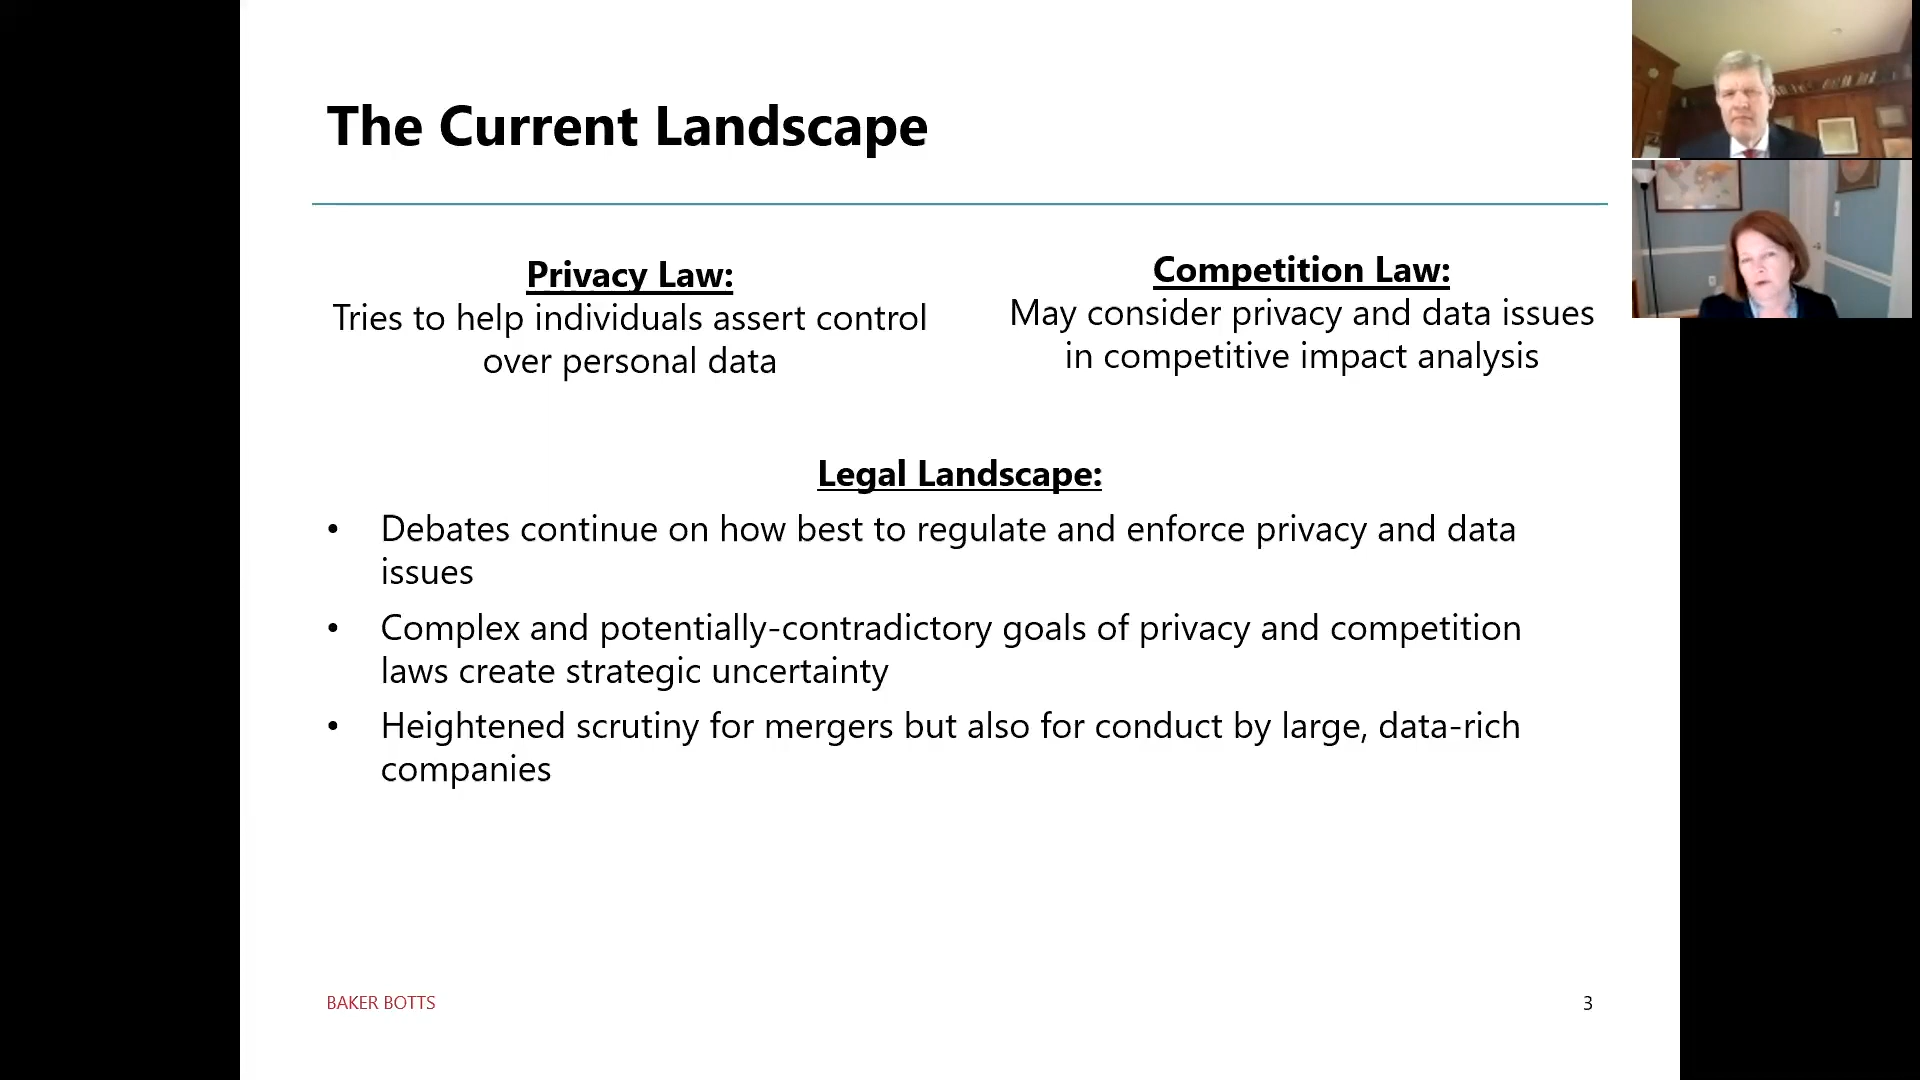 The Current Landscape
Privacy Law:
Tries to help individuals assert control
over personal data
Competition Law:
May consider privacy and data issues
in competitive impact analysis
Legal Landscape:
• Debates continue on how best to regulate and enforce privacy and data
issues
• Complex and potentially-contradictory goals of privacy and competition
laws create strategic uncertainty
• Heightened scrutiny for mergers but also for conduct by large, data-rich
companies
BAKER BOTTS
3